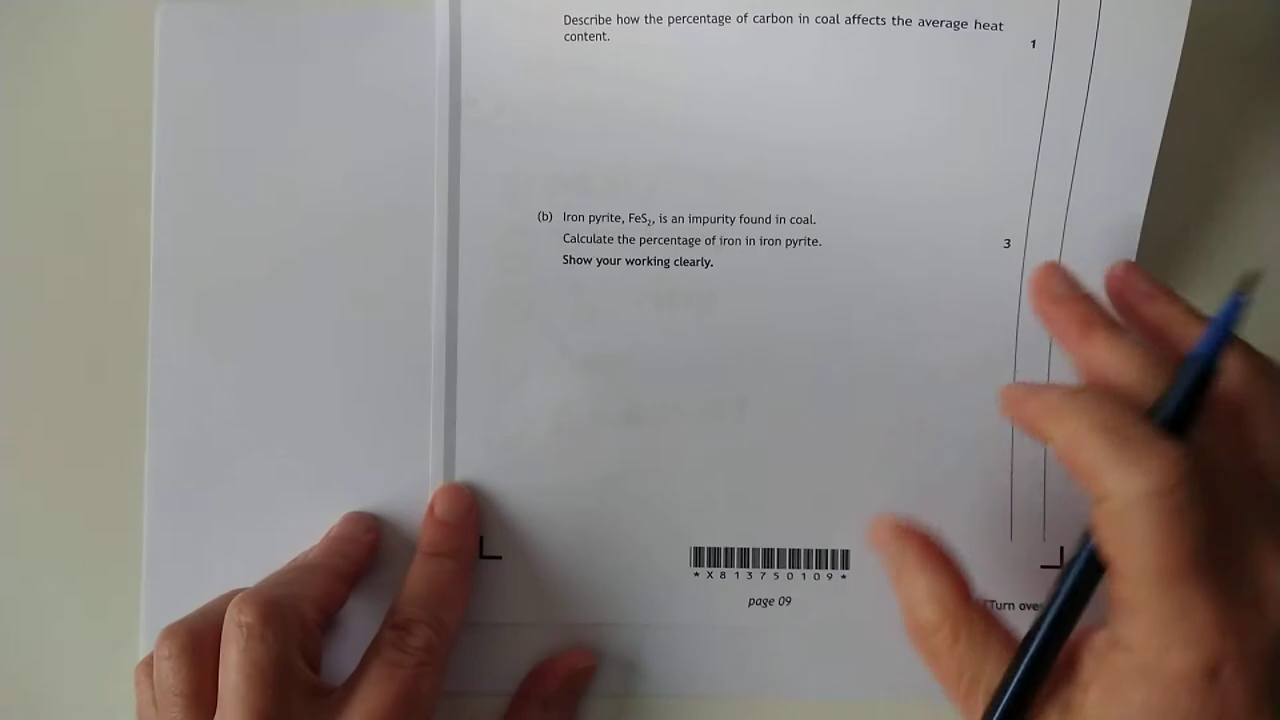 Describe how the percentage of carbon in coal affects the average heat
content.
1
(b) Iron pyrite, FeS₂, is an impurity found in coal.
Calculate the percentage of iron in iron pyrite.
3
Show your working clearly.
*X813750109*
page 09
Turn ove